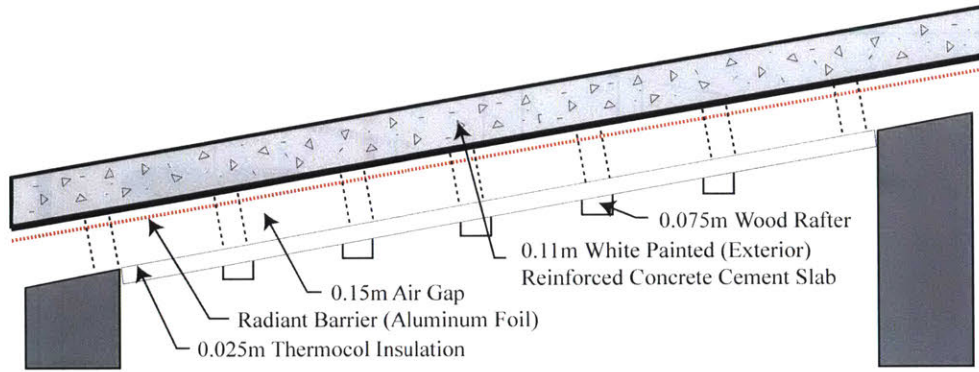 0.075m Wood Rafter
0.11m White Painted (Exterior)
Reinforced Concrete Cement Slab
0.15m Air Gap
Radiant Barrier (Aluminum Foil)
0.025m Thermocol Insulation